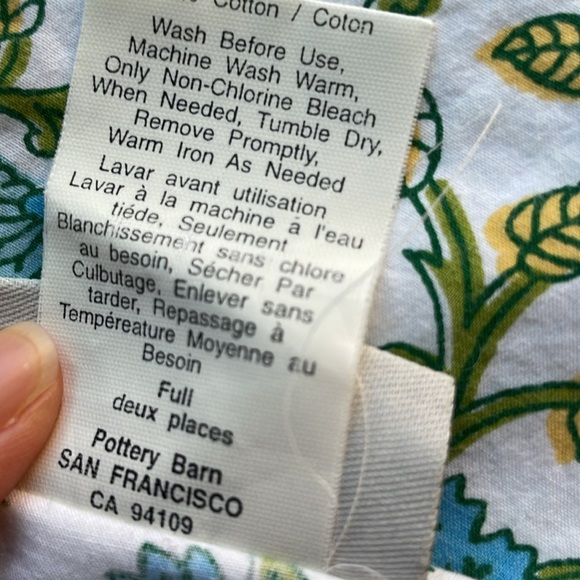 Cotton / Coton
Wash Before Use,
Machine Wash Warm,
Only Non-Chlorine Bleach
When Needed, Tumble Dry,
Remove Promptly,
Warm Iron As Needed
Lavar avant utilisation
Lavar à la machine à l'eau
tiéde, Seulement
Blanchissement sans chlore
au besoin, Sécher Par
Culbutage, Enlever sans
tarder, Repassage à
Tempéreature Moyenne au
Besoin
Full
deux places
Pottery Barn
SAN FRANCISCO
CA 94109